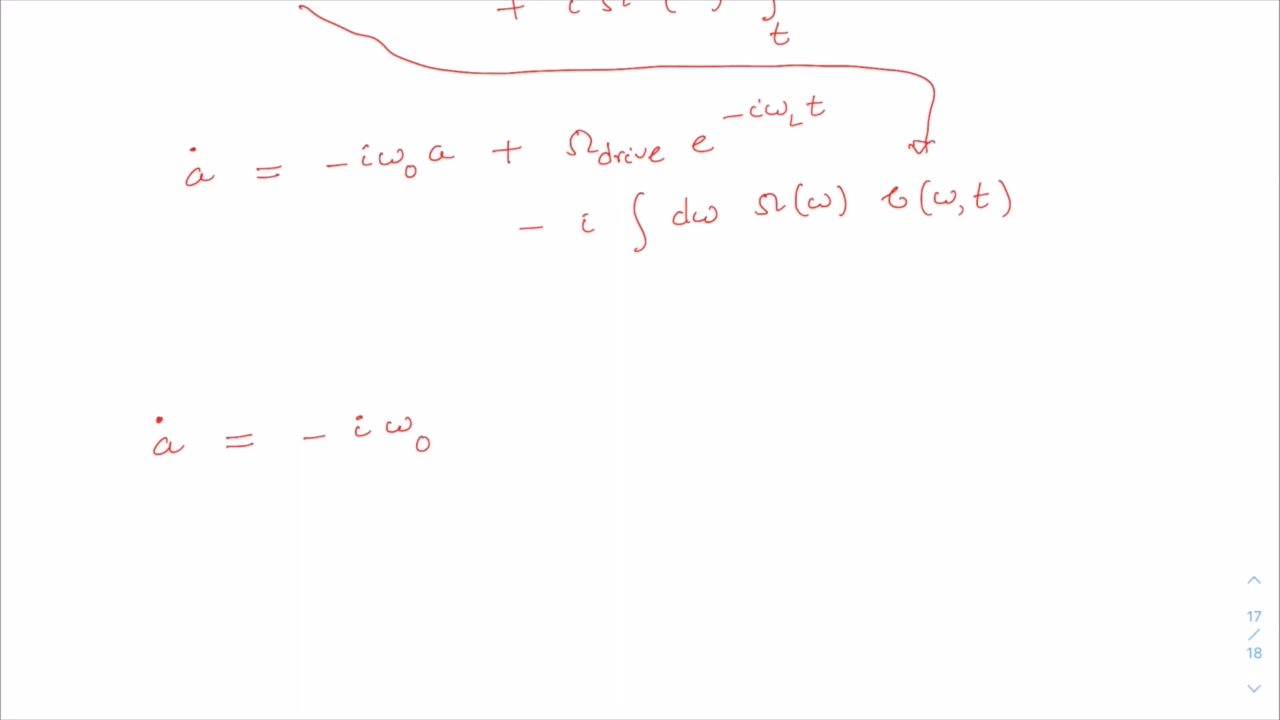 t
ȧ = -iω₀a + Ω_drive e^{-iω_L t}
- i ∫ dω Ω(ω) b(ω,t)
ȧ = -iω₀
17
/
18